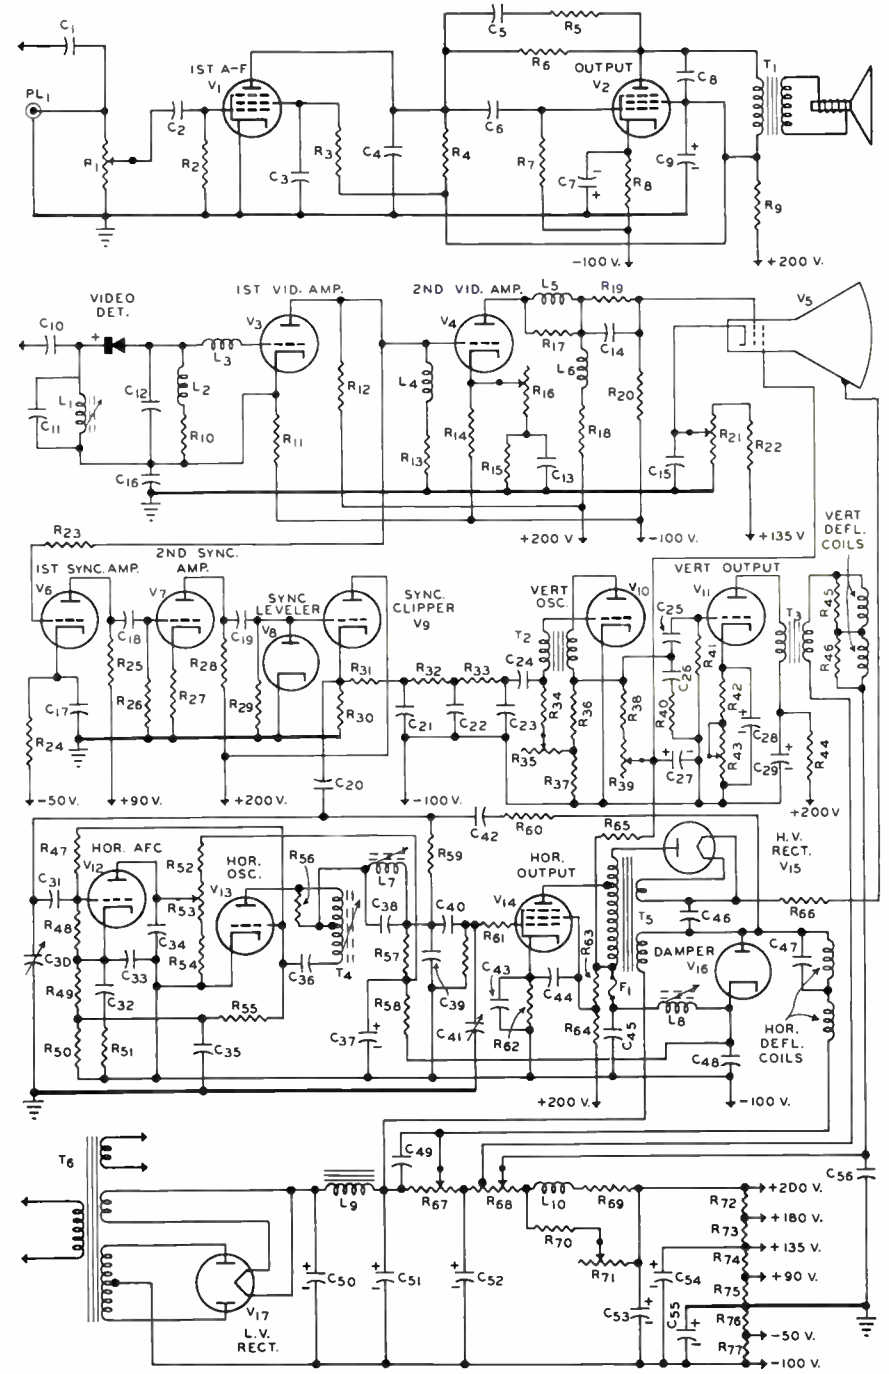 C1
C5
R5
R6
1ST A-F
V1
OUTPUT
V2
C8
T1
PL1
C2
C6
R1
R2
C3
R3
C4
R4
R7
C7
R8
C9
R9
-100 V.
+200 V.
VIDEO
DET.
1ST VID. AMP.
2ND VID. AMP.
L5
R19
V5
C10
V3
V4
R17
C14
L3
L1
C11
C12
L2
R10
R12
L4
R16
L6
R20
R11
R13
R14
R15
C13
R18
C15
R21
R22
C16
+200 V
-100 V.
+135 V
R23
1ST SYNC. AMP.
2ND SYNC.
AMP.
V6
V7
SYNC
LEVELER
V8
SYNC.
CLIPPER
V9
VERT
OSC.
V10
VERT OUTPUT
V11
VERT
DEFL.
COILS
C18
C19
T2
C25
T3
R45
R46
R25
R28
R31
R32
R33
C24
C26
R41
C17
R26
R27
R29
R30
C21
C22
C23
R34
R36
R38
R40
R42
R24
R35
R37
R39
C27
R43
C28
C29
R44
C20
-50 V.
+90 V.
+200 V.
-100 V.
+200 V
C42
R60
R65
R47
HOR. AFC
V12
R52
HOR.
OSC.
V13
R56
L7
R59
HOR.
OUTPUT
V14
H.V.
RECT.
V15
C31
R53
C38
C40
R61
T5
C46
R66
R48
C34
R54
C30
C33
C36
T4
R57
R63
DAMPER
V16
C47
R49
C32
R55
R58
C39
C43
C44
F1
L8
HOR.
DEFL.
COILS
R50
R51
C35
C37
C41
R62
R64
C45
C48
+200 V.
-100 V.
T6
C49
C56
L9
R67
R68
L10
R69
R72
+200 V.
R73
+180 V.
R70
R74
+135 V.
R71
C50
C51
C52
C54
R75
+90 V.
V17
L.V.
RECT.
C53
C55
R76
-50 V.
R77
-100 V.